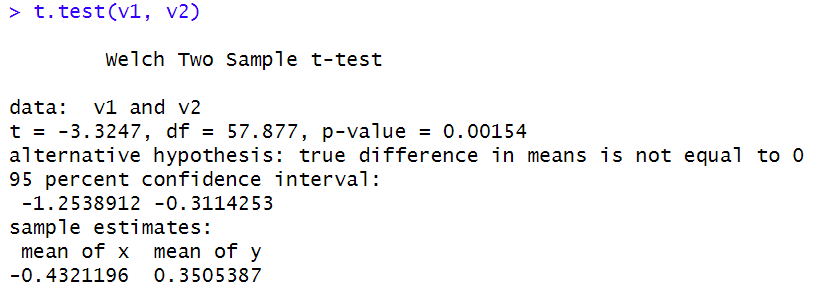 > t.test(v1, v2)
Welch Two Sample t-test
data:  v1 and v2
t = -3.3247, df = 57.877, p-value = 0.00154
alternative hypothesis: true difference in means is not equal to 0
95 percent confidence interval:
 -1.2538912 -0.3114253
sample estimates:
 mean of x  mean of y
-0.4321196  0.3505387